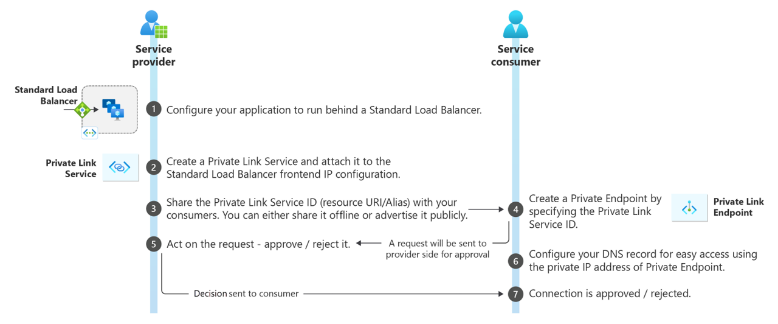 Service
provider
Service
consumer
Standard Load
Balancer
1 Configure your application to run behind a Standard Load Balancer.
Private Link
Service
2 Create a Private Link Service and attach it to the
Standard Load Balancer frontend IP configuration.
3 Share the Private Link Service ID (resource URI/Alias) with your
consumers. You can either share it offline or advertise it publicly.
4 Create a Private Endpoint by
specifying the Private Link
Service ID.
Private Link
Endpoint
5 Act on the request - approve / reject it.
A request will be sent to
provider side for approval
6 Configure your DNS record for easy access using
the private IP address of Private Endpoint.
Decision sent to consumer
7 Connection is approved / rejected.